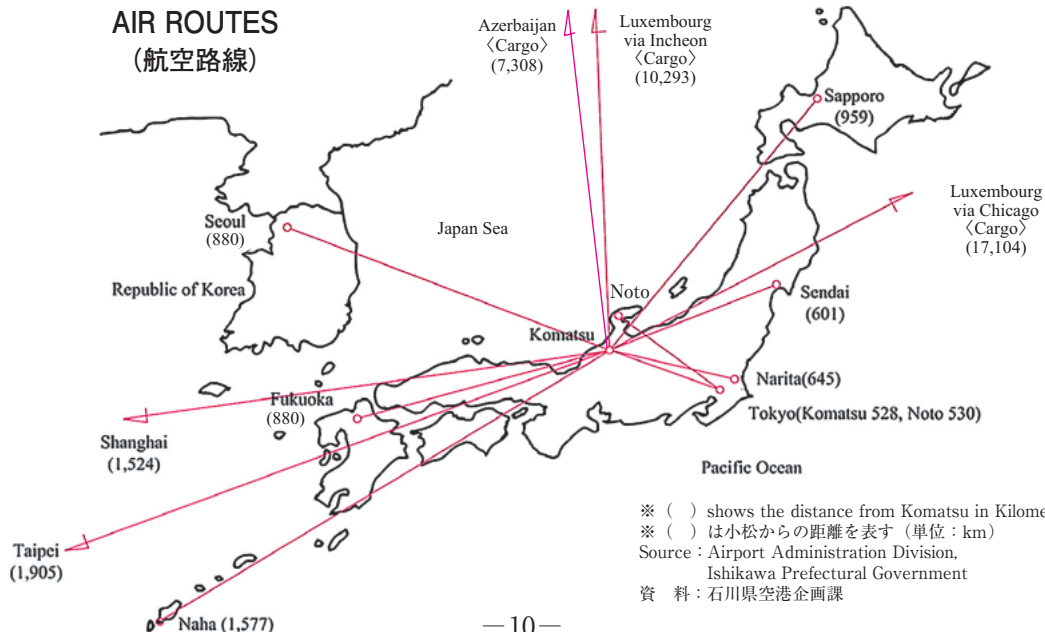 AIR ROUTES
(航空路線)
Azerbaijan
〈Cargo〉
(7,308)
Luxembourg
via Incheon
〈Cargo〉
(10,293)
Sapporo
(959)
Luxembourg
via Chicago
〈Cargo〉
(17,104)
Seoul
(880)
Japan Sea
Republic of Korea
Noto
Sendai
(601)
Komatsu
Narita(645)
Fukuoka
(880)
Tokyo(Komatsu 528, Noto 530)
Shanghai
(1,524)
Pacific Ocean
Taipei
(1,905)
Naha (1,577)
※ (　) shows the distance from Komatsu in Kilome
※ (　) は小松からの距離を表す (単位：km)
Source：Airport Administration Division,
Ishikawa Prefectural Government
資　料：石川県空港企画課
—10—